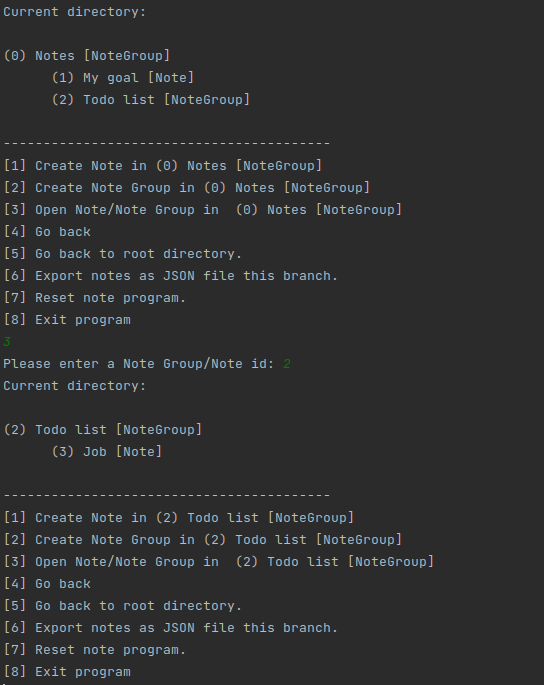 Current directory:
(0) Notes [NoteGroup]
(1) My goal [Note]
(2) Todo list [NoteGroup]
-----------------------------------------
[1] Create Note in (0) Notes [NoteGroup]
[2] Create Note Group in (0) Notes [NoteGroup]
[3] Open Note/Note Group in  (0) Notes [NoteGroup]
[4] Go back
[5] Go back to root directory.
[6] Export notes as JSON file this branch.
[7] Reset note program.
[8] Exit program
3
Please enter a Note Group/Note id: 2
Current directory:
(2) Todo list [NoteGroup]
(3) Job [Note]
-----------------------------------------
[1] Create Note in (2) Todo list [NoteGroup]
[2] Create Note Group in (2) Todo list [NoteGroup]
[3] Open Note/Note Group in  (2) Todo list [NoteGroup]
[4] Go back
[5] Go back to root directory.
[6] Export notes as JSON file this branch.
[7] Reset note program.
[8] Exit program